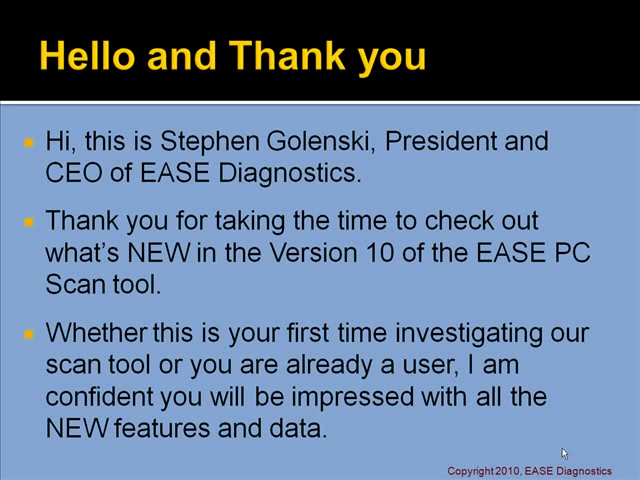 Hello and Thank you
Hi, this is Stephen Golenski, President and
CEO of EASE Diagnostics.
Thank you for taking the time to check out
what's NEW in the Version 10 of the EASE PC
Scan tool.
Whether this is your first time investigating our
scan tool or you are already a user, I am
confident you will be impressed with all the
NEW features and data.
Copyright 2010, EASE Diagnostics